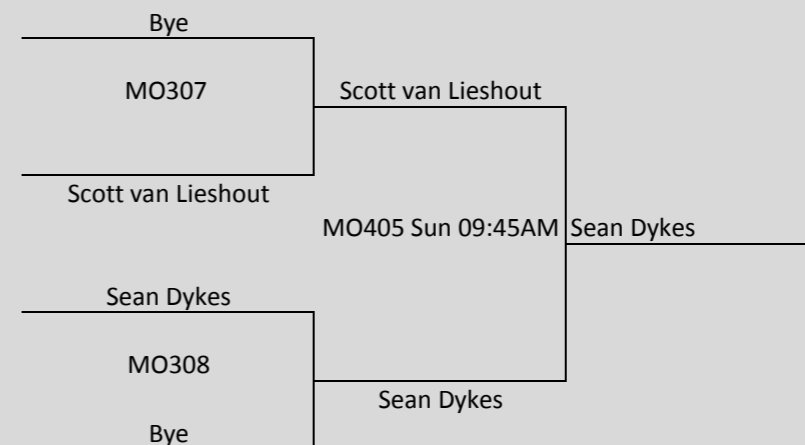 Bye
MO307
Scott van Lieshout
Scott van Lieshout
MO405 Sun 09:45AM
Sean Dykes
Sean Dykes
MO308
Sean Dykes
Bye